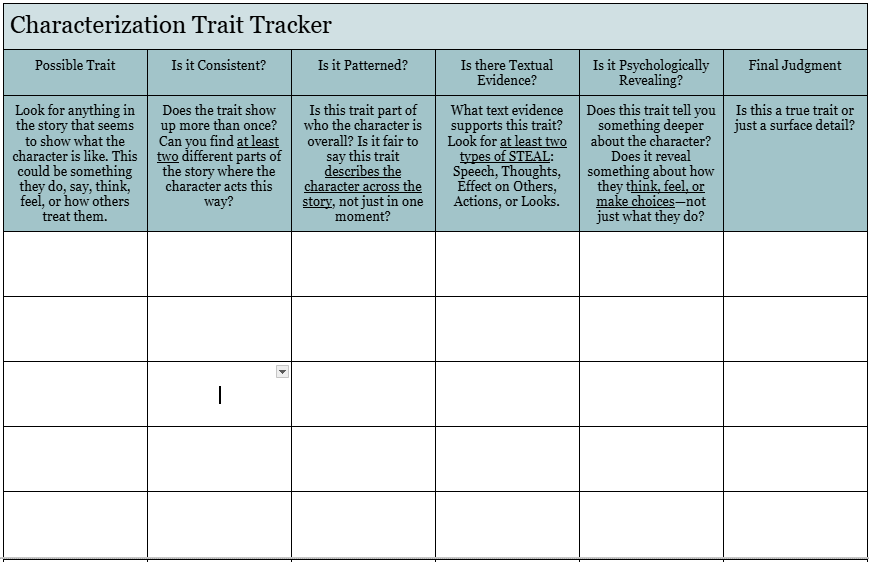 Characterization Trait Tracker
Possible Trait
Is it Consistent?
Is it Patterned?
Is there Textual
Evidence?
Is it Psychologically
Revealing?
Final Judgment
Look for anything in
the story that seems
to show what the
character is like. This
could be something
they do, say, think,
feel, or how others
treat them.
Does the trait show
up more than once?
Can you find at least
two different parts of
the story where the
character acts this
way?
Is this trait part of
who the character is
overall? Is it fair to
say this trait
describes the
character across the
story, not just in one
moment?
What text evidence
supports this trait?
Look for at least two
types of STEAL:
Speech, Thoughts,
Effect on Others,
Actions, or Looks.
Does this trait tell you
something deeper
about the character?
Does it reveal
something about how
they think, feel, or
make choices—not
just what they do?
Is this a true trait or
just a surface detail?